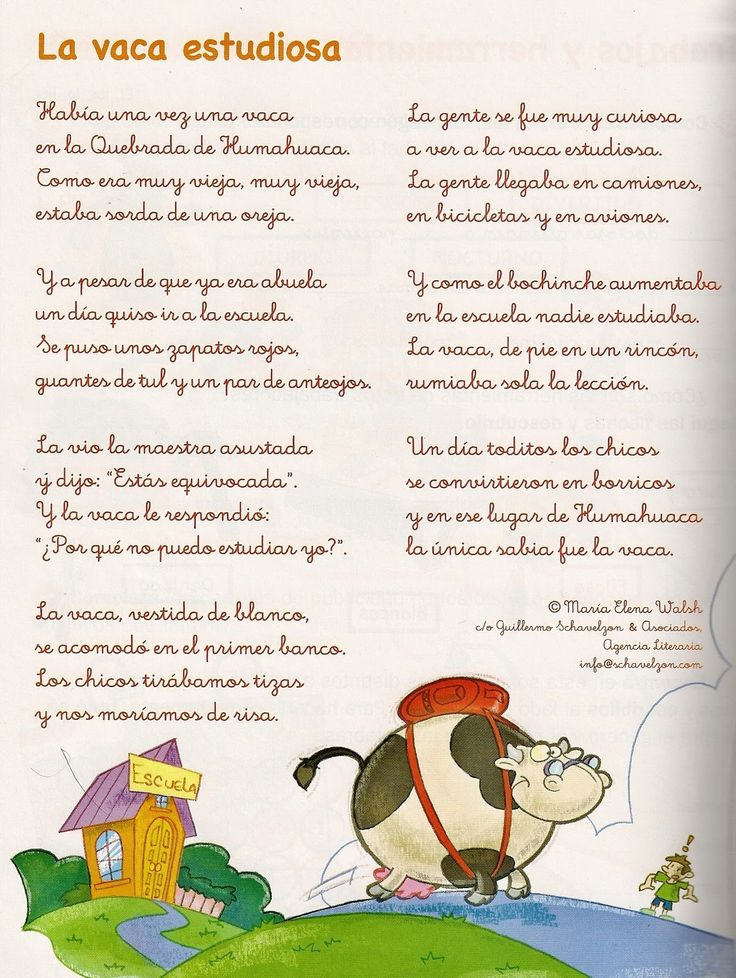 La vaca estudiosa
Había una vez una vaca
en la Quebrada de Humahuaca.
Como era muy vieja, muy vieja,
estaba sorda de una oreja.
Y a pesar de que ya era abuela
un día quiso ir a la escuela.
Se puso unos zapatos rojos,
guantes de tul y un par de anteojos.
La vio la maestra asustada
y dijo: “Estás equivocada”.
Y la vaca le respondió:
“¿Por qué no puedo estudiar yo?”.
La vaca, vestida de blanco,
se acomodó en el primer banco.
Los chicos tirábamos tizas
y nos moríamos de risa.
La gente se fue muy curiosa
a ver a la vaca estudiosa.
La gente llegaba en camiones,
en bicicletas y en aviones.
Y como el bochinche aumentaba
en la escuela nadie estudiaba.
La vaca, de pie en un rincón,
rumiaba sola la lección.
Un día toditos los chicos
se convirtieron en borricos
y en ese lugar de Humahuaca
la única sabia fue la vaca.
© María Elena Walsh
c/o Guillermo Schavelzon & Asociados,
Agencia Literaria
info@schavelzon.com
ESCUELA
!